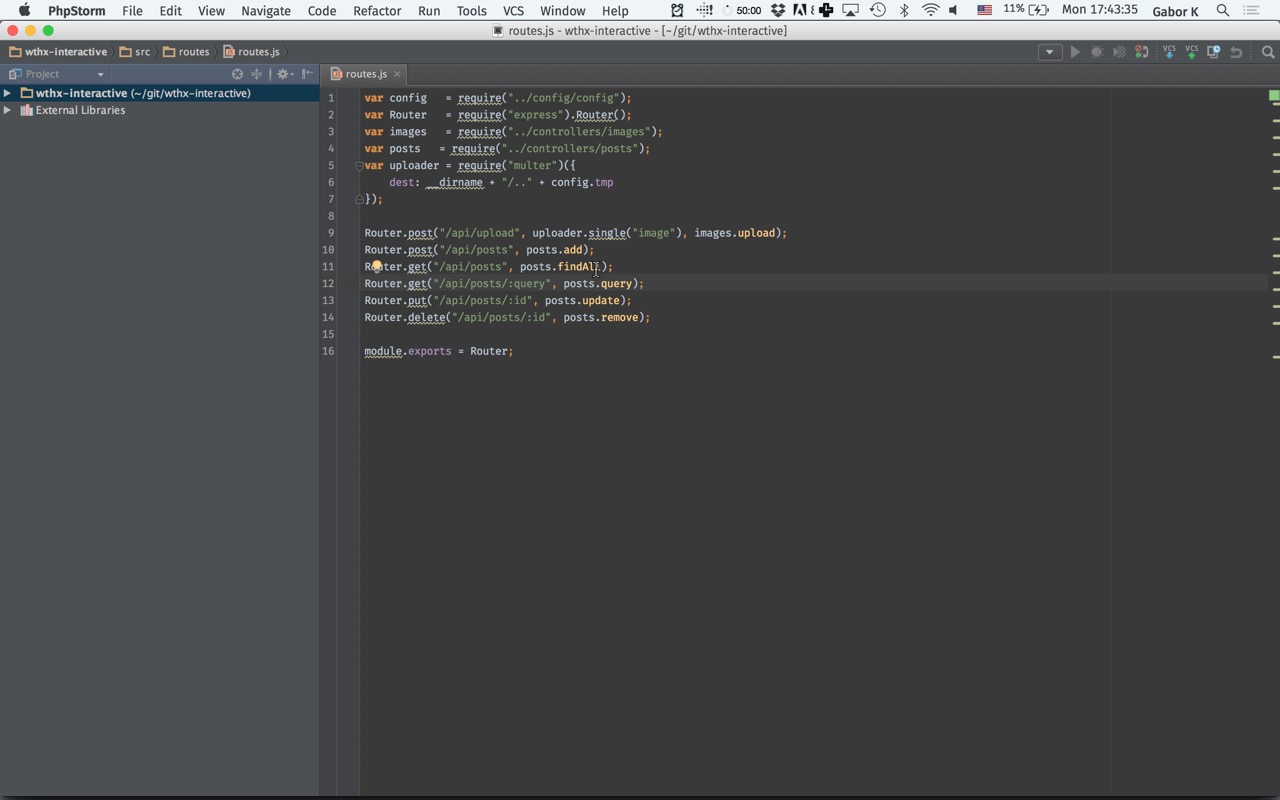 PhpStorm File Edit View Navigate Code Refactor Run Tools VCS Window Help 50:00 11% Mon 17:43:35 Gabor K
routes.js - wthx-interactive - [~/git/wthx-interactive]
wthx-interactive src routes routes.js VCS VCS
Project routes.js
wthx-interactive (~/git/wthx-interactive)
External Libraries
1 var config   = require("../config/config");
2 var Router   = require("express").Router();
3 var images   = require("../controllers/images");
4 var posts   = require("../controllers/posts");
5 var uploader = require("multer")({
6     dest: __dirname + "/.." + config.tmp
7 });
8
9 Router.post("/api/upload", uploader.single("image"), images.upload);
10 Router.post("/api/posts", posts.add);
11 Router.get("/api/posts", posts.findAll);
12 Router.get("/api/posts/:query", posts.query);
13 Router.put("/api/posts/:id", posts.update);
14 Router.delete("/api/posts/:id", posts.remove);
15
16 module.exports = Router;